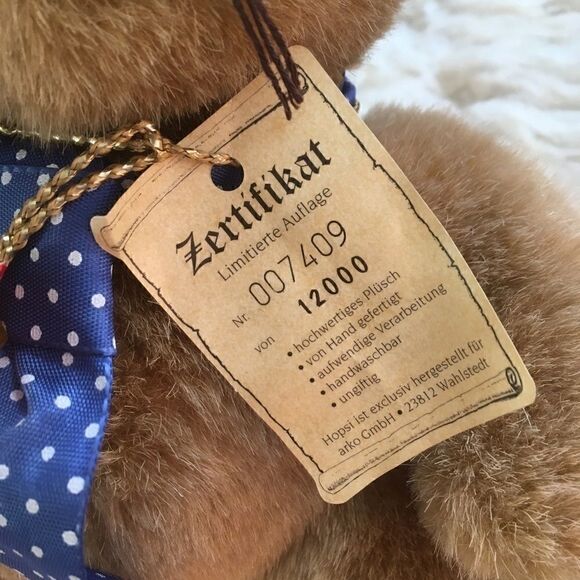 Zertifikat
Limitierte Auflage
Nr. 007409
von 12000
• hochwertiges Plüsch
• von Hand gefertigt
• aufwendige Verarbeitung
• handwaschbar
• ungiftig
Hopsi ist exclusiv hergestellt für
arko GmbH • 23812 Wahlstedt